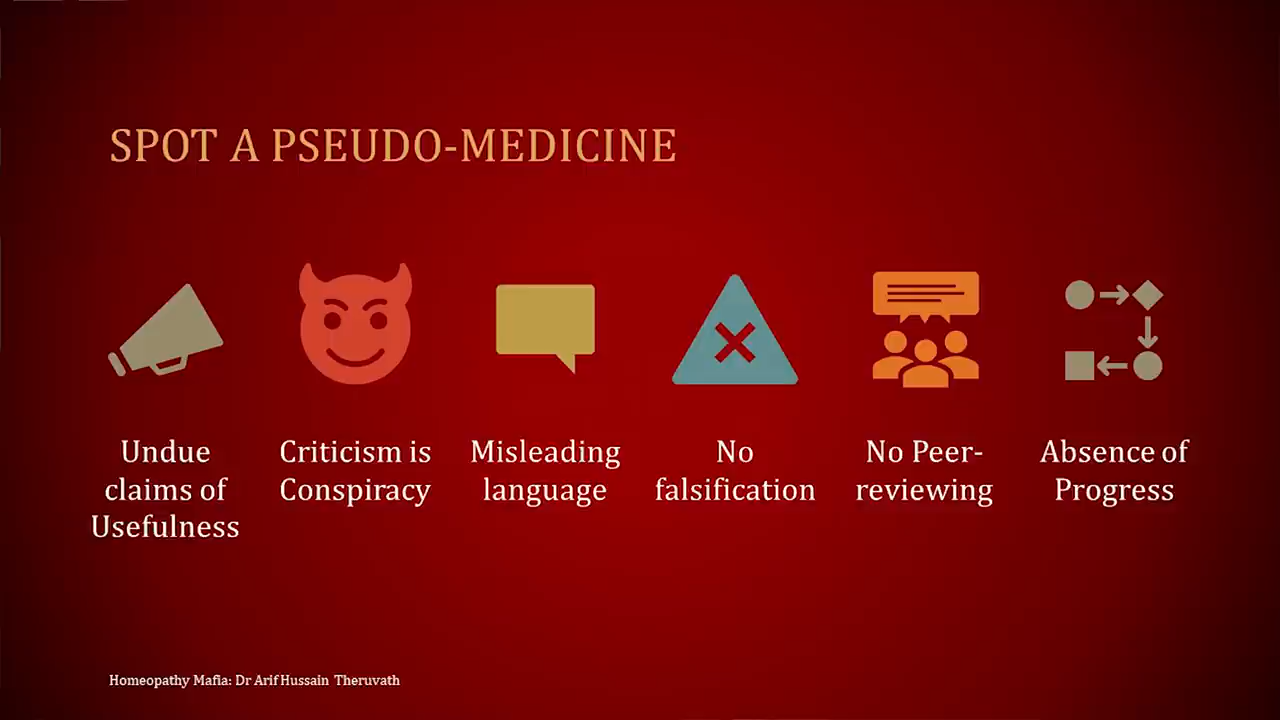 SPOT A PSEUDO-MEDICINE
Undue
claims of
Usefulness
Criticism is
Conspiracy
Misleading
language
No
falsification
No Peer-
reviewing
Absence of
Progress
Homeopathy Mafia: Dr Arif Hussain Theruvath